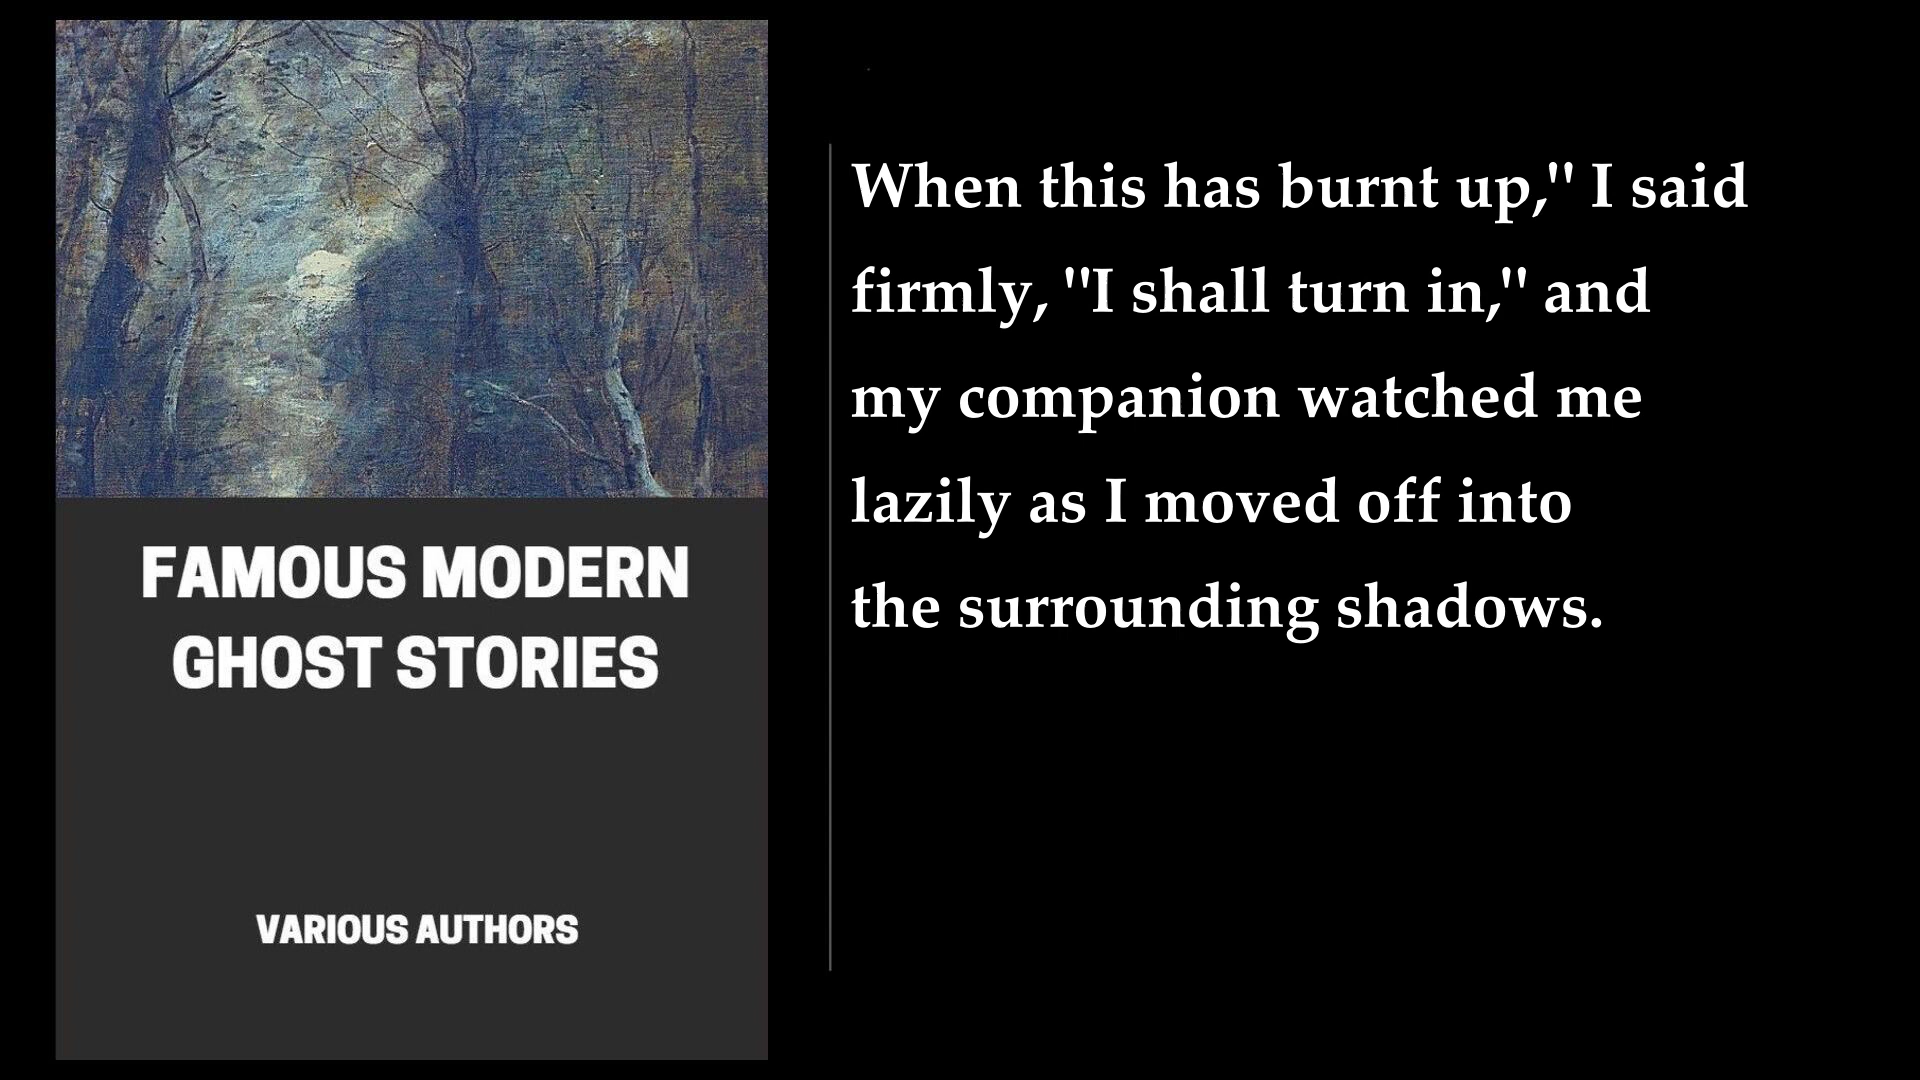 FAMOUS MODERN
GHOST STORIES
VARIOUS AUTHORS
When this has burnt up," I said
firmly, "I shall turn in," and
my companion watched me
lazily as I moved off into
the surrounding shadows.